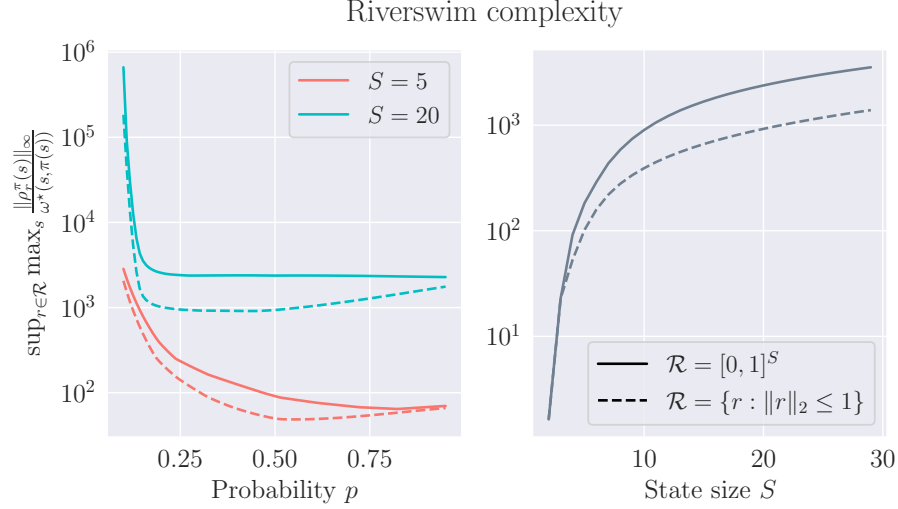 Riverswim complexity
sup_{r∈ℛ} max_s ‖ρ_r^π(s)‖_∞ / ω*(s,π(s))
10^6
10^5
10^4
10^3
10^2
S = 5
S = 20
0.25 0.50 0.75
Probability p
10^3
10^2
10^1
ℛ = [0, 1]^S
ℛ = {r : ‖r‖_2 ≤ 1}
10 20 30
State size S